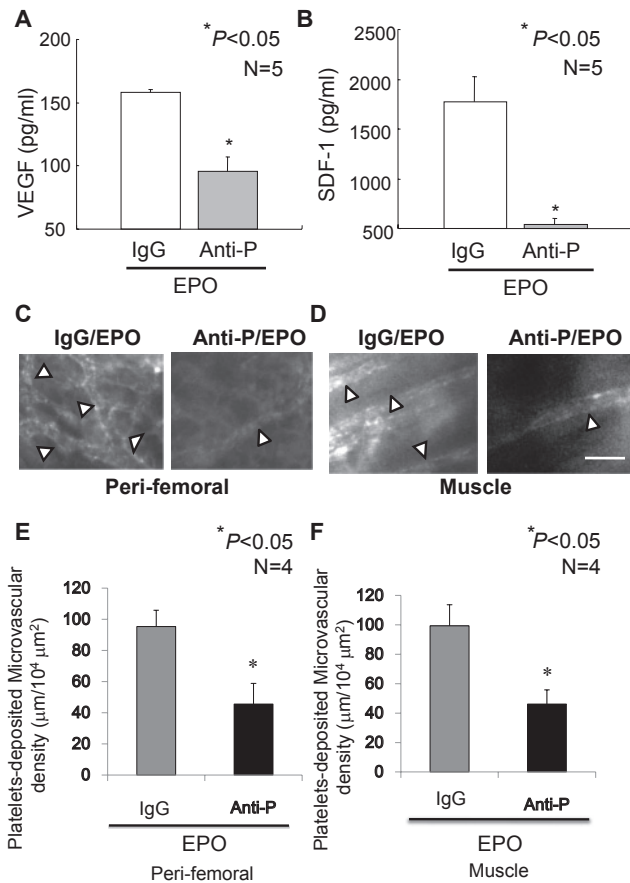 A
* P<0.05
N=5
VEGF (pg/ml)
200
150
100
50
*
IgG Anti-P
EPO
B
* P<0.05
N=5
SDF-1 (pg/ml)
2500
2000
1500
1000
500
*
IgG Anti-P
EPO
C
IgG/EPO Anti-P/EPO
Peri-femoral
D
IgG/EPO Anti-P/EPO
Muscle
E
* P<0.05
N=4
Platelets-deposited Microvascular
density (μm/10⁴ μm²)
120
100
80
60
40
20
0
*
IgG Anti-P
EPO
Peri-femoral
F
* P<0.05
N=4
Platelets-deposited Microvascular
density (μm/10⁴ μm²)
120
100
80
60
40
20
0
*
IgG Anti-P
EPO
Muscle